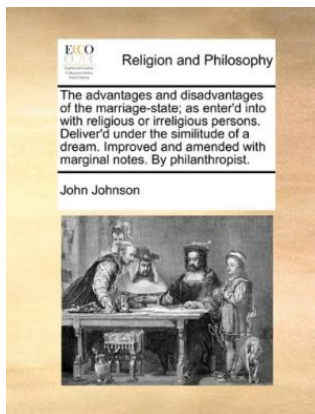 ECCO
Religion and Philosophy
The advantages and disadvantages
of the marriage-state; as enter'd into
with religious or irreligious persons.
Deliver'd under the similitude of a
dream. Improved and amended with
marginal notes. By philanthropist.
John Johnson